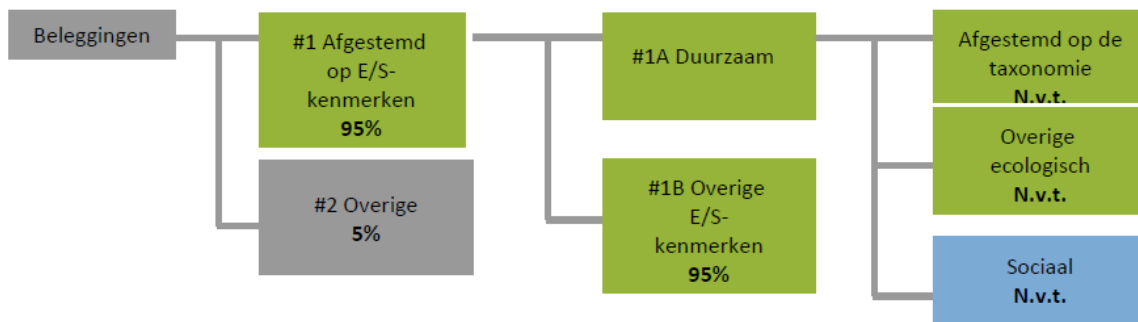 Beleggingen
#1 Afgestemd
op E/S-
kenmerken
95%
#2 Overige
5%
#1A Duurzaam
#1B Overige
E/S-
kenmerken
95%
Afgestemd op de
taxonomie
N.v.t.
Overige
ecologisch
N.v.t.
Sociaal
N.v.t.